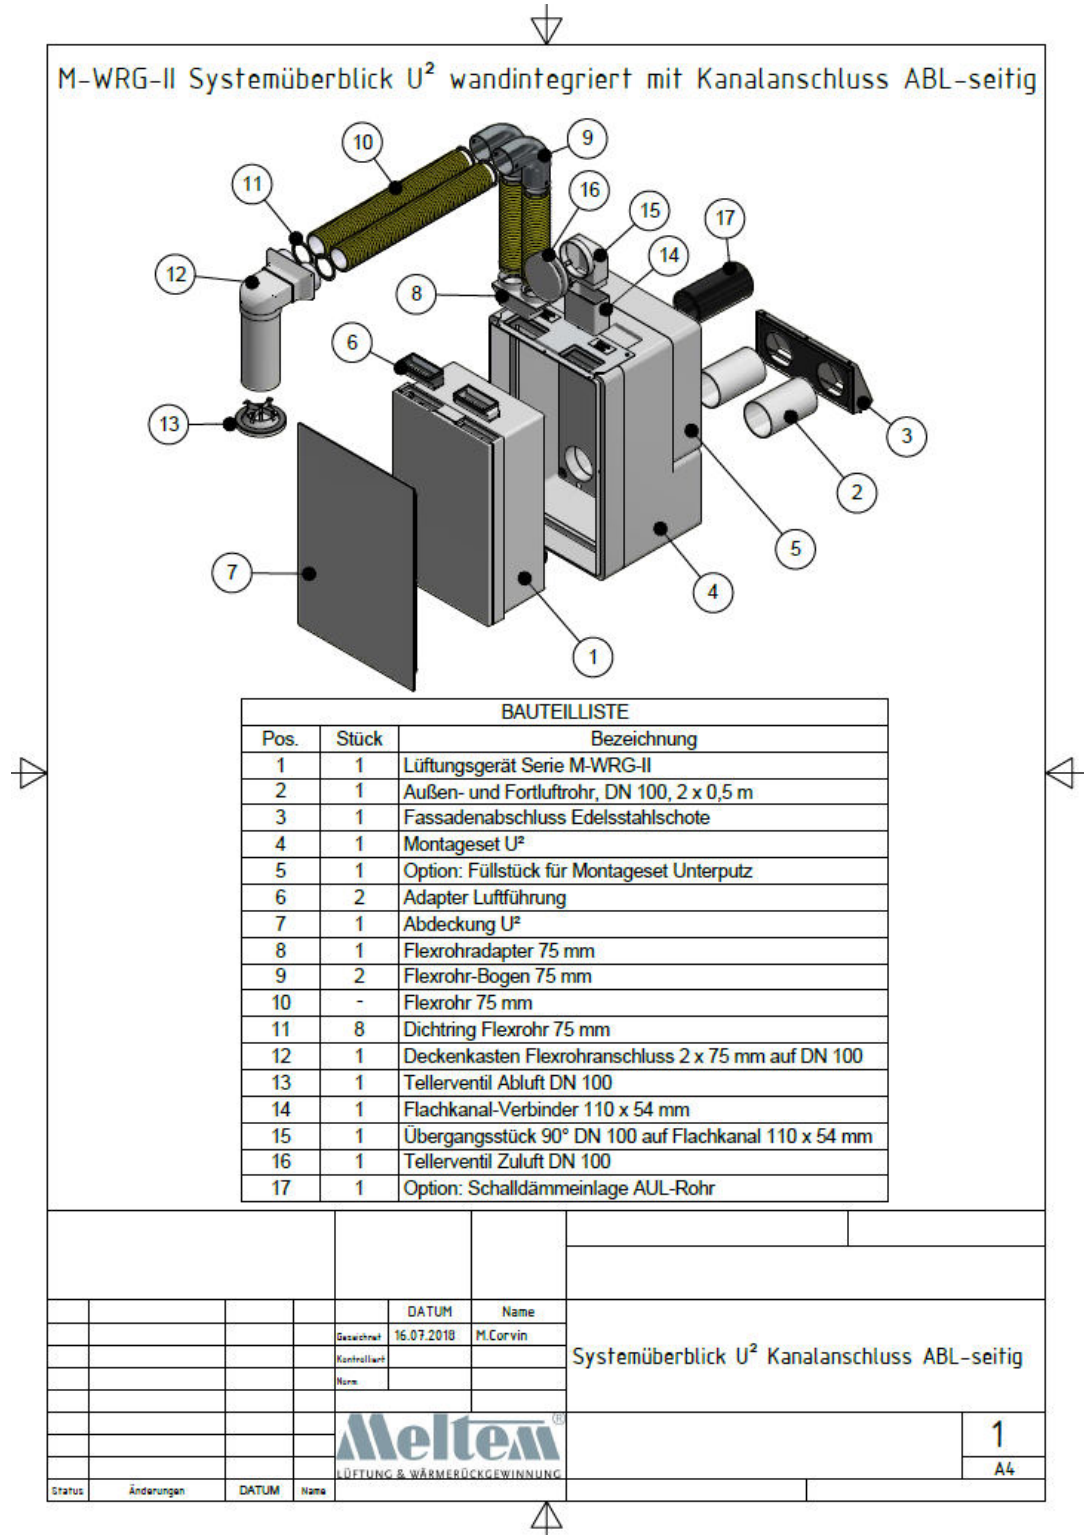 M-WRG-II Systemüberblick U² wandintegriert mit Kanalanschluss ABL-seitig
10
9
11
16
15
17
12
14
8
6
13
3
2
5
7
4
1
BAUTEILLISTE
Pos. Stück Bezeichnung
1 1 Lüftungsgerät Serie M-WRG-II
2 1 Außen- und Fortluftrohr, DN 100, 2 x 0,5 m
3 1 Fassadenabschluss Edelsstahlschote
4 1 Montageset U²
5 1 Option: Füllstück für Montageset Unterputz
6 2 Adapter Luftführung
7 1 Abdeckung U²
8 1 Flexrohradapter 75 mm
9 2 Flexrohr-Bogen 75 mm
10 - Flexrohr 75 mm
11 8 Dichtring Flexrohr 75 mm
12 1 Deckenkasten Flexrohranschluss 2 x 75 mm auf DN 100
13 1 Tellerventil Abluft DN 100
14 1 Flachkanal-Verbinder 110 x 54 mm
15 1 Übergangsstück 90° DN 100 auf Flachkanal 110 x 54 mm
16 1 Tellerventil Zuluft DN 100
17 1 Option: Schalldämmeinlage AUL-Rohr
DATUM Name
Gezeichnet 16.07.2018 M.Corvin
Kontrolliert
Norm
Systemüberblick U² Kanalanschluss ABL-seitig
Meltem®
LÜFTUNG & WÄRMERÜCKGEWINNUNG
1
A4
Status Änderungen DATUM Name